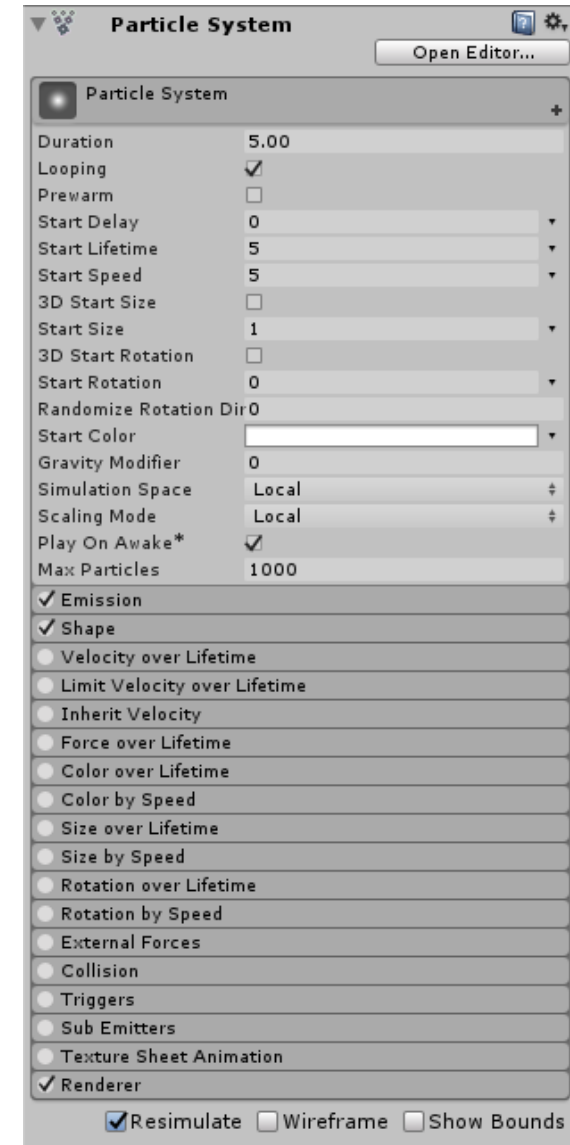 Particle System
Open Editor...
Particle System
Duration 5.00
Looping
Prewarm
Start Delay 0
Start Lifetime 5
Start Speed 5
3D Start Size
Start Size 1
3D Start Rotation
Start Rotation 0
Randomize Rotation Dir 0
Start Color
Gravity Modifier 0
Simulation Space Local
Scaling Mode Local
Play On Awake*
Max Particles 1000
Emission
Shape
Velocity over Lifetime
Limit Velocity over Lifetime
Inherit Velocity
Force over Lifetime
Color over Lifetime
Color by Speed
Size over Lifetime
Size by Speed
Rotation over Lifetime
Rotation by Speed
External Forces
Collision
Triggers
Sub Emitters
Texture Sheet Animation
Renderer
Resimulate Wireframe Show Bounds